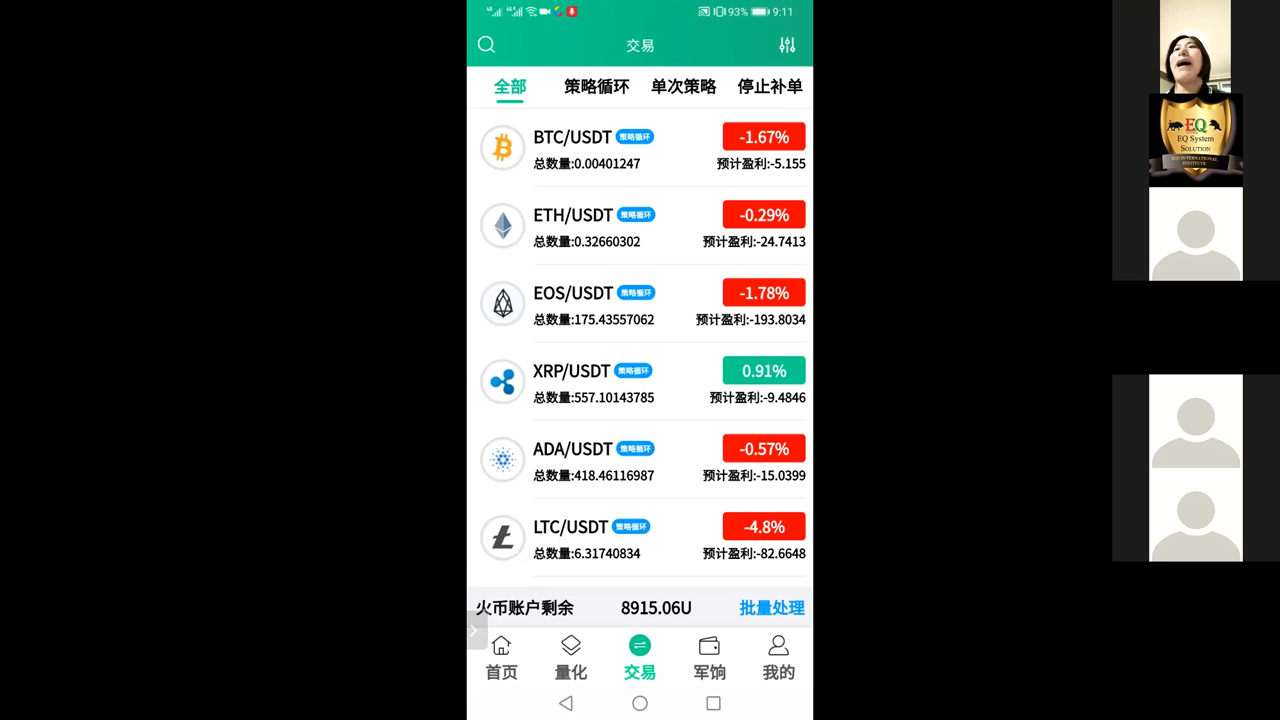 93% 9:11
交易
全部 策略循环 单次策略 停止补单
BTC/USDT 策略循环 -1.67%
总数量:0.00401247 预计盈利:-5.155
ETH/USDT 策略循环 -0.29%
总数量:0.32660302 预计盈利:-24.7413
EOS/USDT 策略循环 -1.78%
总数量:175.43557062 预计盈利:-193.8034
XRP/USDT 策略循环 0.91%
总数量:557.10143785 预计盈利:-9.4846
ADA/USDT 策略循环 -0.57%
总数量:418.46116987 预计盈利:-15.0399
LTC/USDT 策略循环 -4.8%
总数量:6.31740834 预计盈利:-82.6648
火币账户剩余 8915.06U 批量处理
首页 量化 交易 军饷 我的
EQ
EQ System
Solution
EQS INTERNATIONAL
INSTITUTE